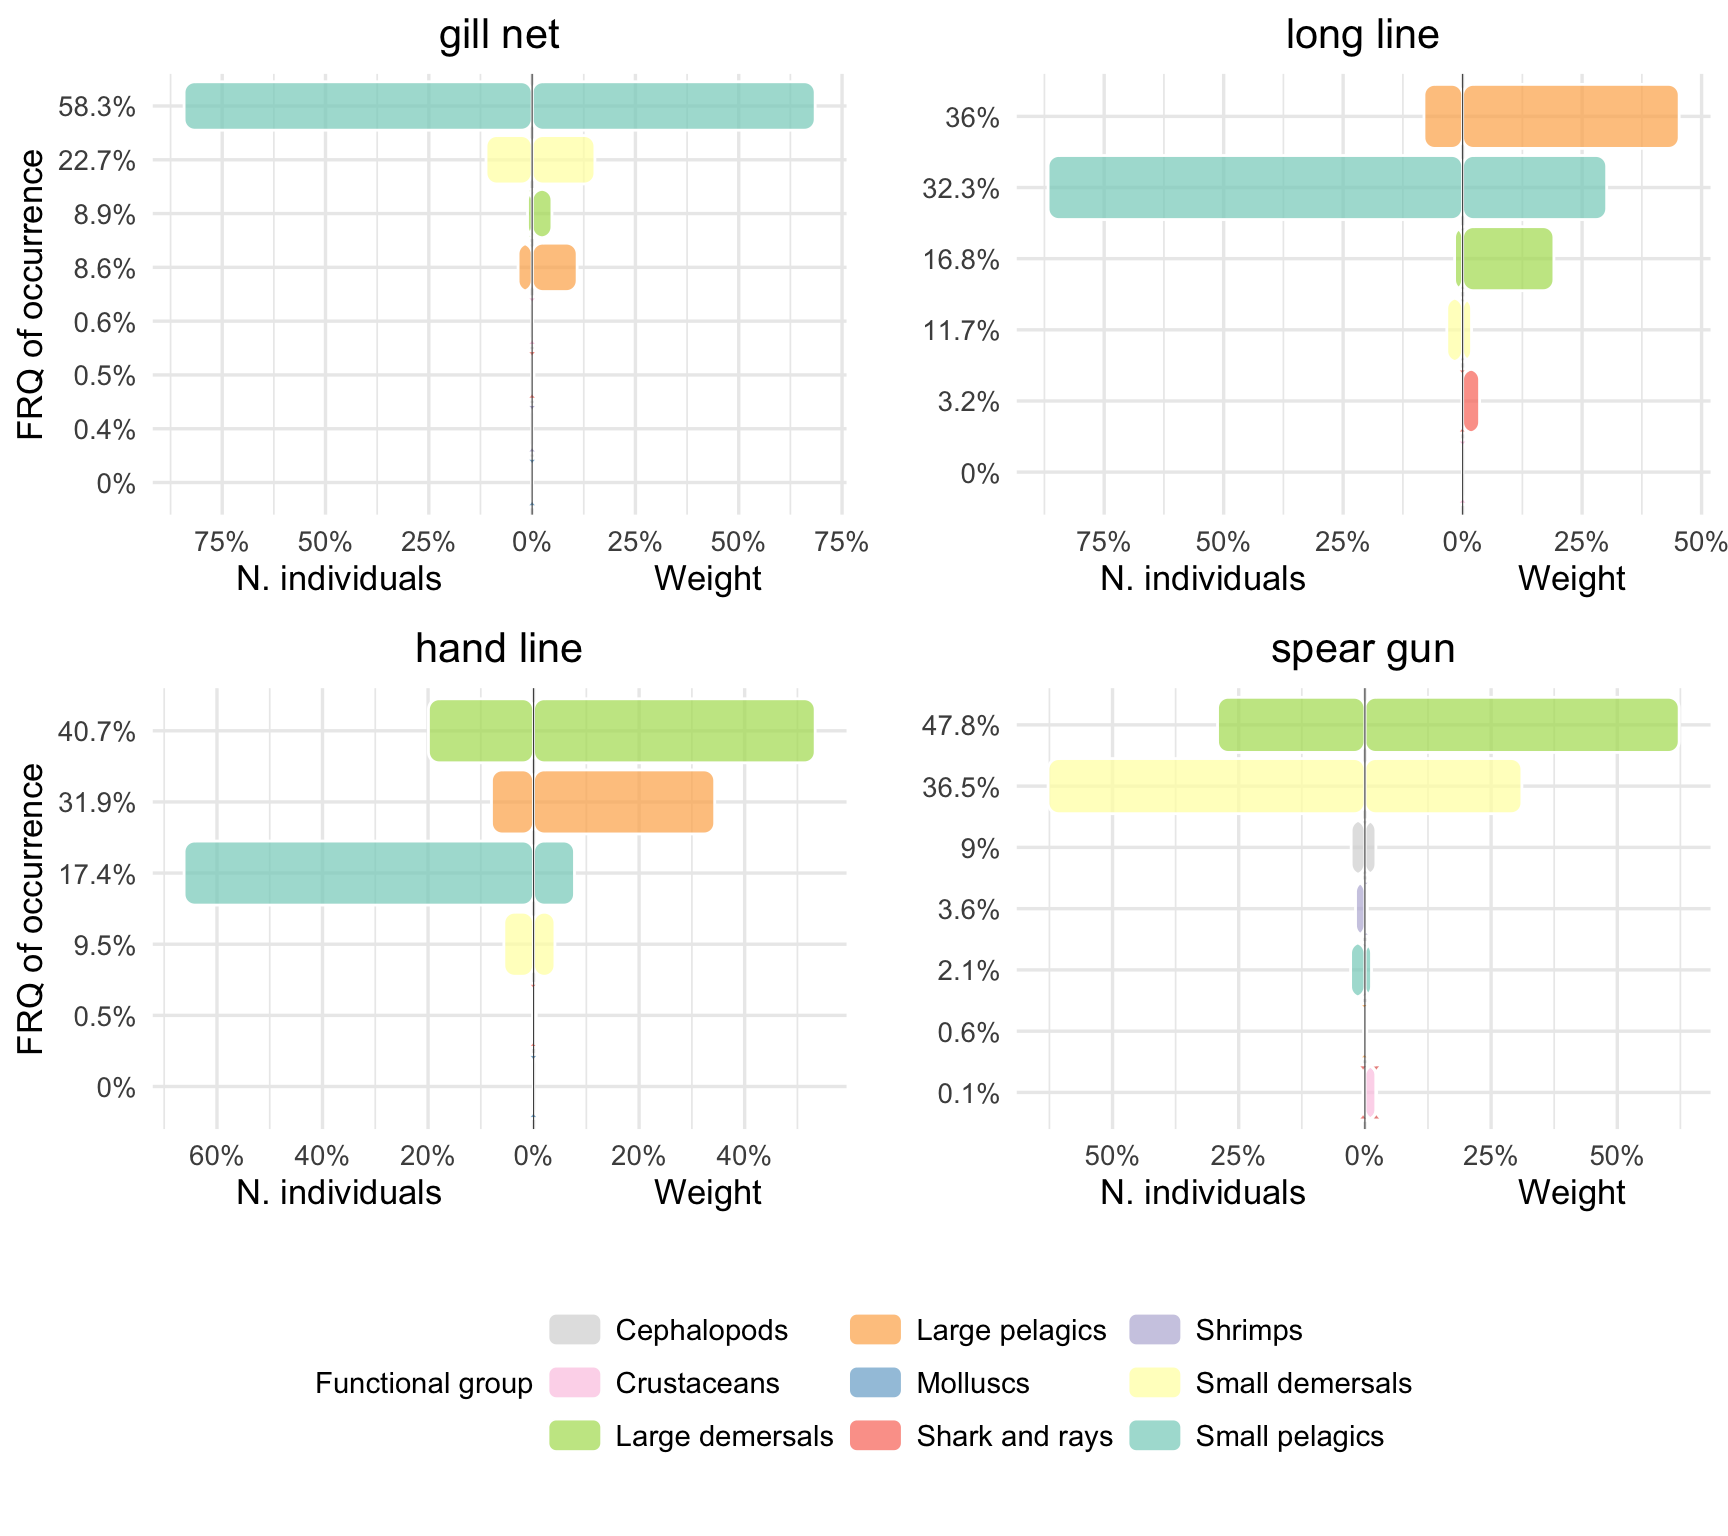 gill net
long line
FRQ of occurrence
58.3%
22.7%
8.9%
8.6%
0.6%
0.5%
0.4%
0%
75% 50% 25% 0% 25% 50% 75%
N. individuals Weight
36%
32.3%
16.8%
11.7%
3.2%
0%
75% 50% 25% 0% 25% 50%
N. individuals Weight
hand line
spear gun
FRQ of occurrence
40.7%
31.9%
17.4%
9.5%
0.5%
0%
60% 40% 20% 0% 20% 40%
N. individuals Weight
47.8%
36.5%
9%
3.6%
2.1%
0.6%
0.1%
50% 25% 0% 25% 50%
N. individuals Weight
Functional group
Cephalopods Large pelagics Shrimps
Crustaceans Molluscs Small demersals
Large demersals Shark and rays Small pelagics